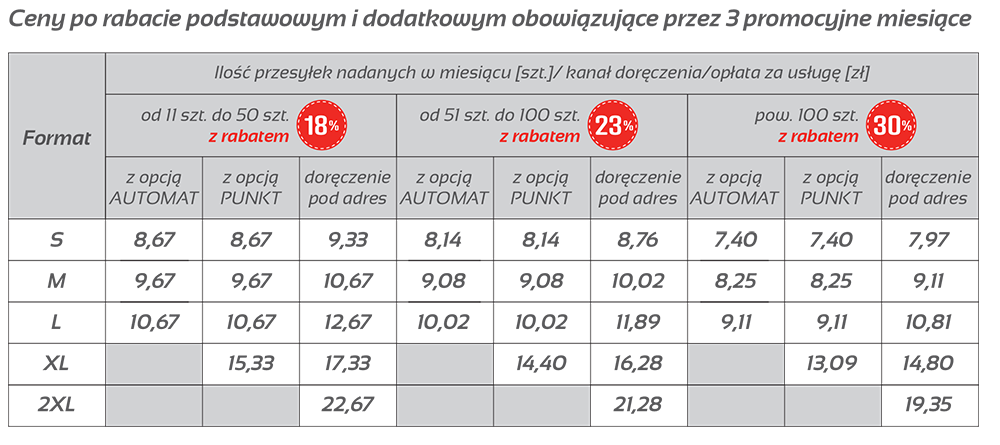 Ceny po rabacie podstawowym i dodatkowym obowiązujące przez 3 promocyjne miesiące
Format
Ilość przesyłek nadanych w miesiącu [szt.]/ kanał doręczenia/opłata za usługę [zł]
od 11 szt. do 50 szt. z rabatem 18%
od 51 szt. do 100 szt. z rabatem 23%
pow. 100 szt. z rabatem 30%
z opcją AUTOMAT z opcją PUNKT doręczenie pod adres z opcją AUTOMAT z opcją PUNKT doręczenie pod adres z opcją AUTOMAT z opcją PUNKT doręczenie pod adres
S 8,67 8,67 9,33 8,14 8,14 8,76 7,40 7,40 7,97
M 9,67 9,67 10,67 9,08 9,08 10,02 8,25 8,25 9,11
L 10,67 10,67 12,67 10,02 10,02 11,89 9,11 9,11 10,81
XL 15,33 17,33 14,40 16,28 13,09 14,80
2XL 22,67 21,28 19,35